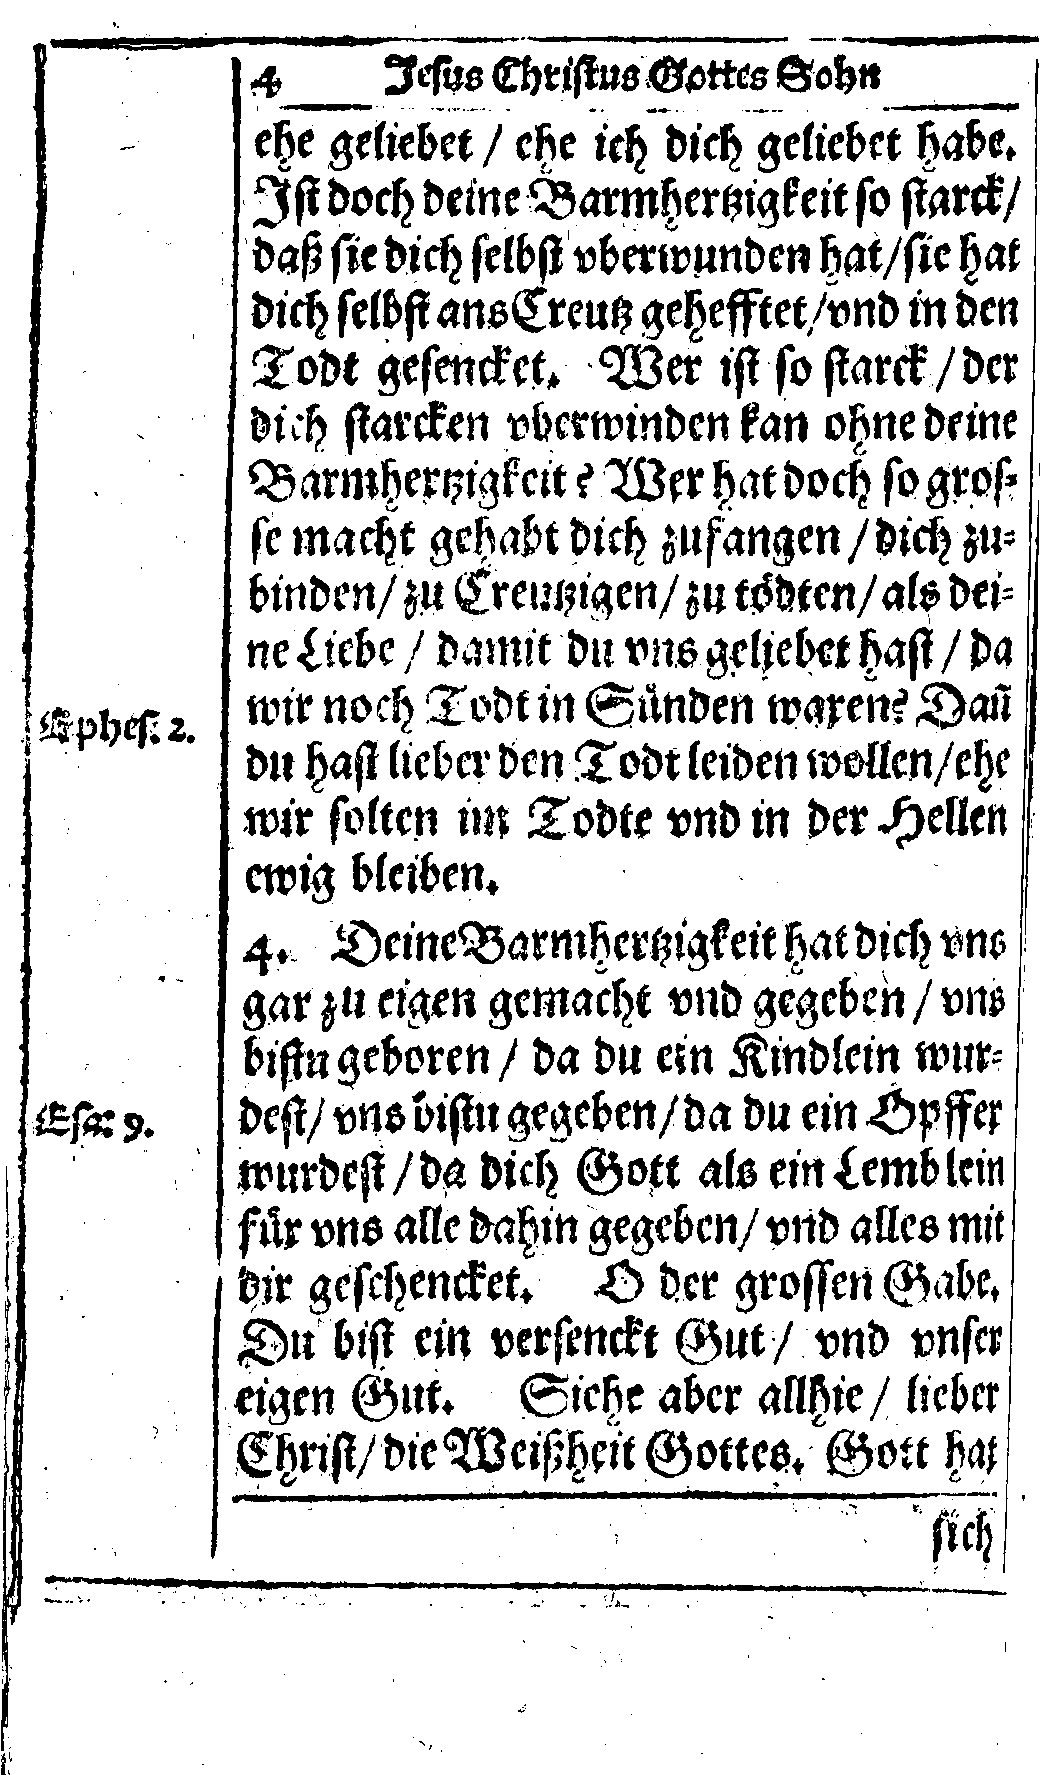 4 Jesus Christus Gottes Sohn
ehe geliebet / ehe ich dich geliebet habe.
Ist doch deine Barmhertzigkeit so starck /
daß sie dich selbst vberwunden hat / sie hat
dich selbst ans Creutz gehefftet / vnd in den
Todt gesencket. Wer ist so starck / der
dich starcken vberwinden kan ohne deine
Barmhertzigkeit? Wer hat doch so gros-
se macht gehabt dich zufangen / dich zu-
binden / zu Creutzigen / zu tödten / als dei-
ne Liebe / damit du vns geliebet hast / da
wir noch Todt in Sünden waren? Dañ
Ephes: 2.
du hast lieber den Todt leiden wollen / ehe
wir solten im Todte vnd in der Hellen
ewig bleiben.
4. Deine Barmhertzigkeit hat dich vns
gar zu eigen gemacht vnd gegeben / vns
bistu geboren / da du ein Kindlein wur-
dest / vns bistu gegeben / da du ein Opffer
Esa: 9.
wurdest / da dich Gott als ein Lemblein
für vns alle dahin gegeben / vnd alles mit
dir geschencket. O der grossen Gabe.
Du bist ein versenckt Gut / vnd vnser
eigen Gut. Siehe aber allhie / lieber
Christ / die Weißheit Gottes. Gott hat
sich